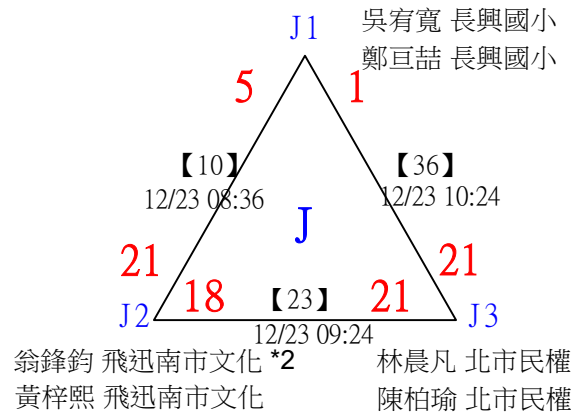 J1
吳宥寬 長興國小
鄭亘喆 長興國小
5 1
【10】
12/23 08:36
【36】
12/23 10:24
J
21 21
18 【23】 21
J2 J3
12/23 09:24
翁鋒鈞 飛迅南市文化 *2
黃梓熙 飛迅南市文化
林晨凡 北市民權
陳柏瑜 北市民權